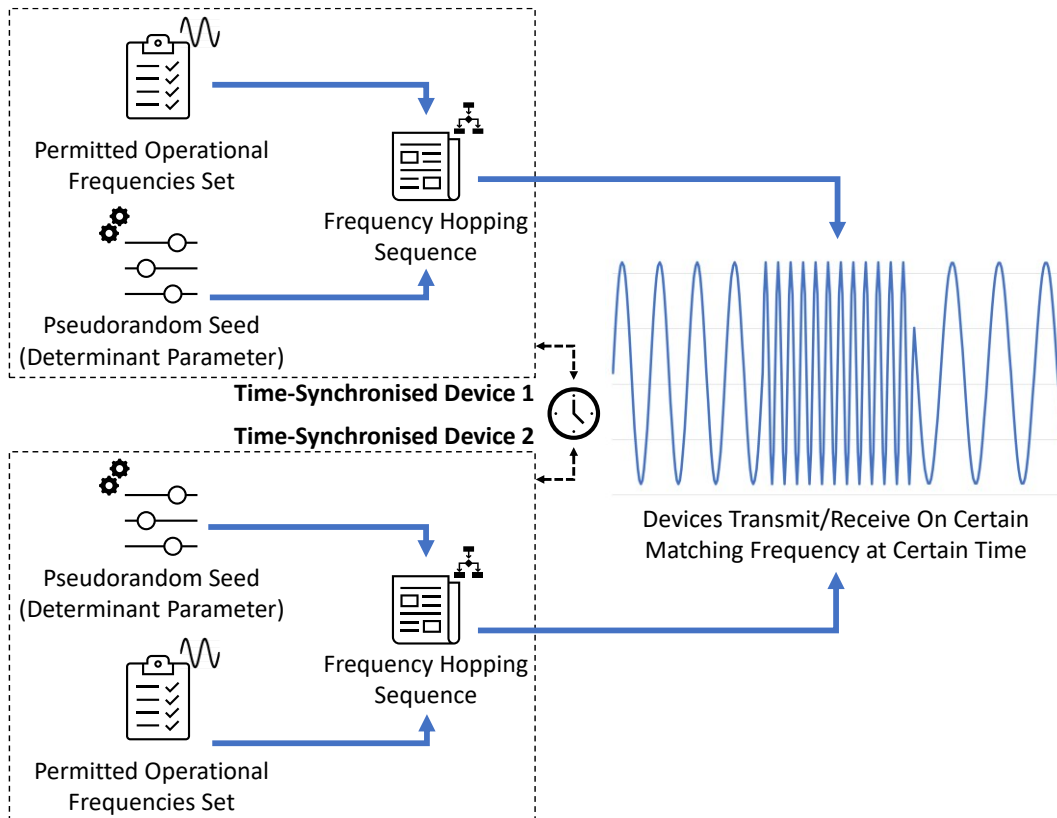 Permitted Operational
Frequencies Set
Frequency Hopping
Sequence
Pseudorandom Seed
(Determinant Parameter)
Time-Synchronised Device 1
Time-Synchronised Device 2
Pseudorandom Seed
(Determinant Parameter)
Frequency Hopping
Sequence
Permitted Operational
Frequencies Set
Devices Transmit/Receive On Certain
Matching Frequency at Certain Time